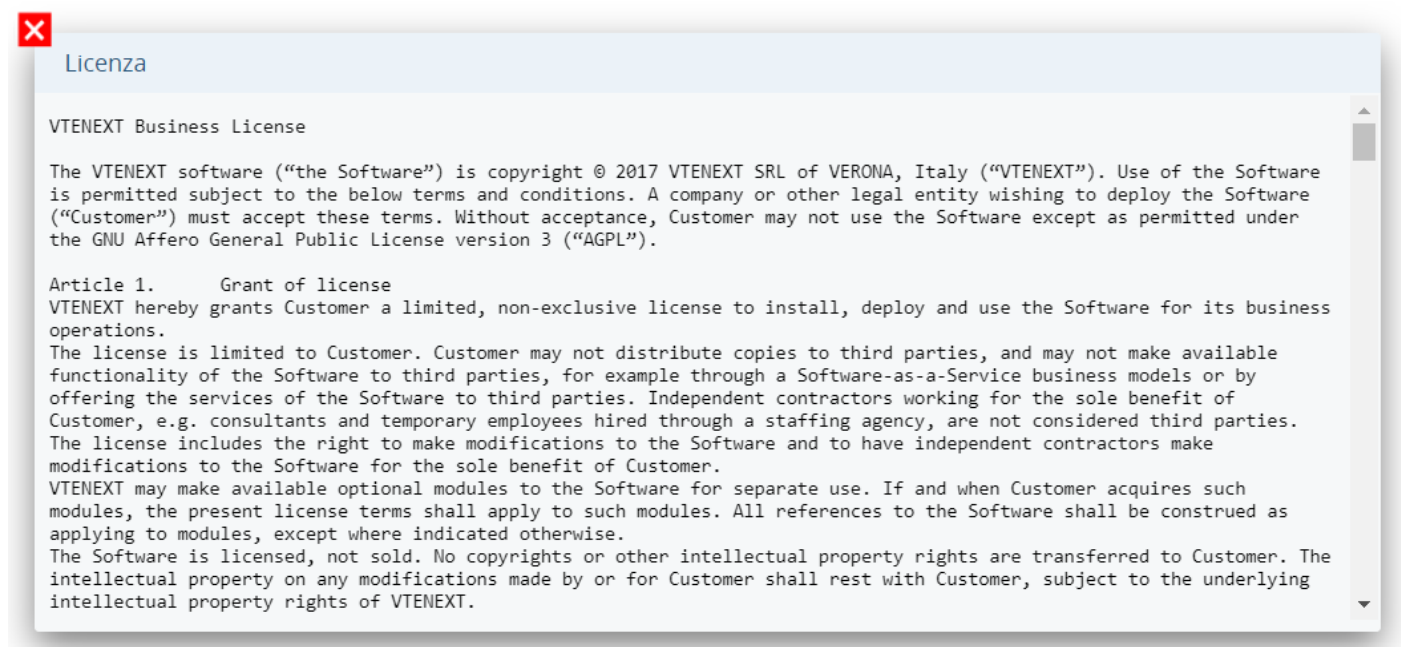 Licenza
VTENEXT Business License
The VTENEXT software (“the Software”) is copyright © 2017 VTENEXT SRL of VERONA, Italy (“VTENEXT”). Use of the Software
is permitted subject to the below terms and conditions. A company or other legal entity wishing to deploy the Software
(“Customer”) must accept these terms. Without acceptance, Customer may not use the Software except as permitted under
the GNU Affero General Public License version 3 (“AGPL”).
Article 1.      Grant of license
VTENEXT hereby grants Customer a limited, non-exclusive license to install, deploy and use the Software for its business
operations.
The license is limited to Customer. Customer may not distribute copies to third parties, and may not make available
functionality of the Software to third parties, for example through a Software-as-a-Service business models or by
offering the services of the Software to third parties. Independent contractors working for the sole benefit of
Customer, e.g. consultants and temporary employees hired through a staffing agency, are not considered third parties.
The license includes the right to make modifications to the Software and to have independent contractors make
modifications to the Software for the sole benefit of Customer.
VTENEXT may make available optional modules to the Software for separate use. If and when Customer acquires such
modules, the present license terms shall apply to such modules. All references to the Software shall be construed as
applying to modules, except where indicated otherwise.
The Software is licensed, not sold. No copyrights or other intellectual property rights are transferred to Customer. The
intellectual property on any modifications made by or for Customer shall rest with Customer, subject to the underlying
intellectual property rights of VTENEXT.